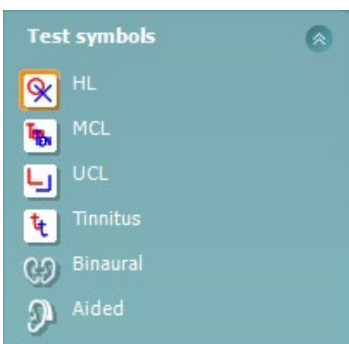 Test symbols
HL
MCL
UCL
Tinnitus
Binaural
Aided